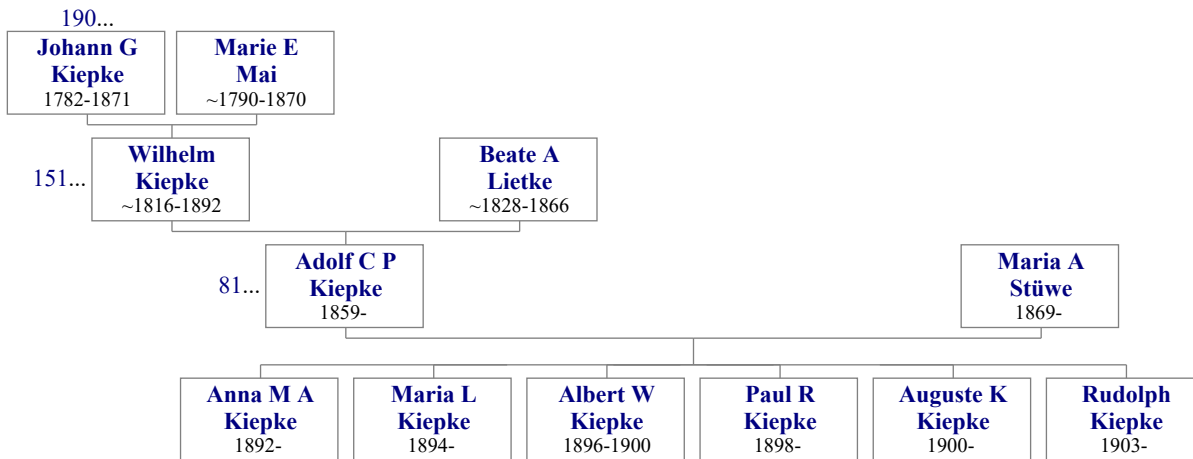 190...
Johann G
Kiepke
1782-1871
Marie E
Mai
~1790-1870
151...
Wilhelm
Kiepke
~1816-1892
Beate A
Lietke
~1828-1866
81...
Adolf C P
Kiepke
1859-
Maria A
Stüwe
1869-
Anna M A
Kiepke
1892-
Maria L
Kiepke
1894-
Albert W
Kiepke
1896-1900
Paul R
Kiepke
1898-
Auguste K
Kiepke
1900-
Rudolph
Kiepke
1903-